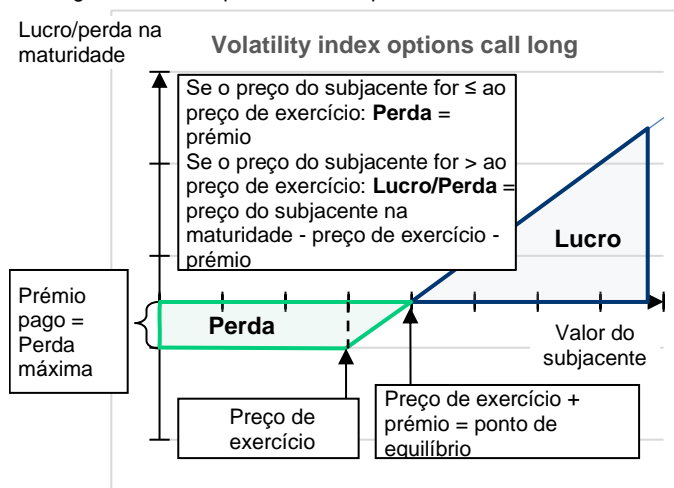 Lucro/perda na
maturidade
Volatility index options call long
Se o preço do subjacente for ≤ ao
preço de exercício: Perda =
prémio
Se o preço do subjacente for > ao
preço de exercício: Lucro/Perda =
preço do subjacente na
maturidade - preço de exercício -
prémio
Lucro
Prémio
pago =
Perda
máxima
Perda
Valor do
subjacente
Preço de
exercício
Preço de exercício +
prémio = ponto de
equilíbrio